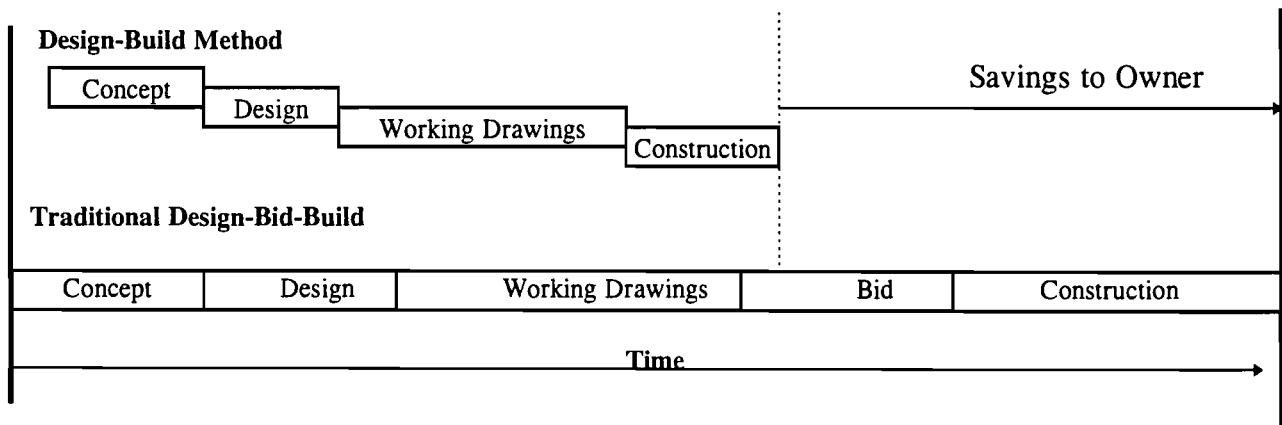 Design-Build Method
Concept
Savings to Owner
Design
Working Drawings
Construction
Traditional Design-Bid-Build
Concept Design Working Drawings Bid Construction
Time